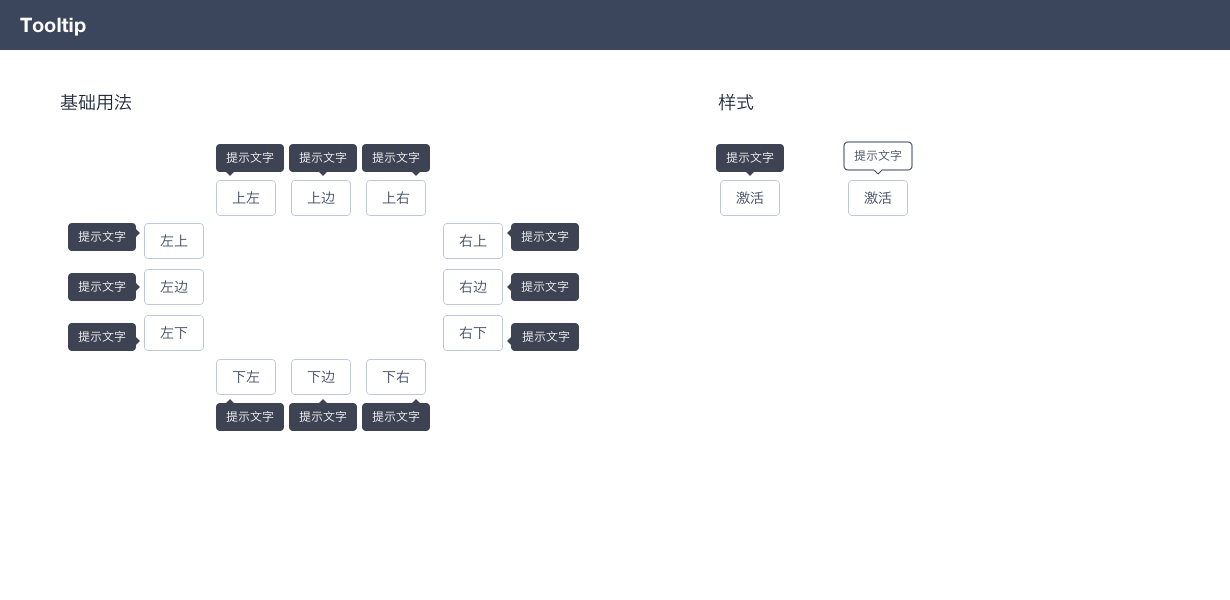 Tooltip
基础用法
提示文字 提示文字 提示文字
上左 上边 上右
提示文字 左上 右上 提示文字
提示文字 左边 右边 提示文字
提示文字 左下 右下 提示文字
下左 下边 下右
提示文字 提示文字 提示文字
样式
提示文字 提示文字
激活 激活